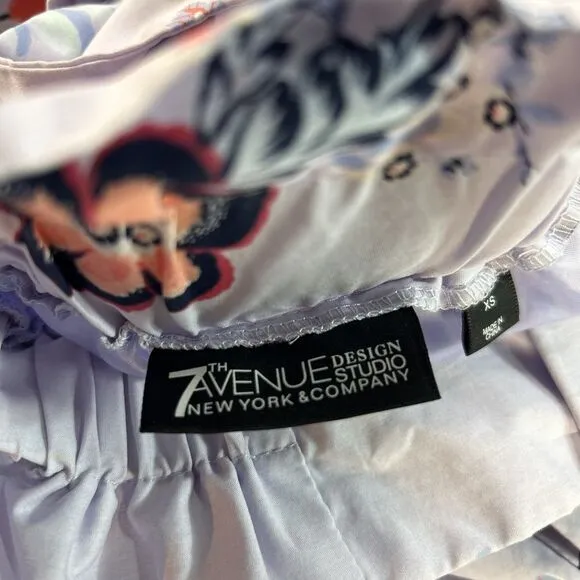 7TH AVENUE DESIGN STUDIO
NEW YORK & COMPANY
XS
MADE IN
CHINA